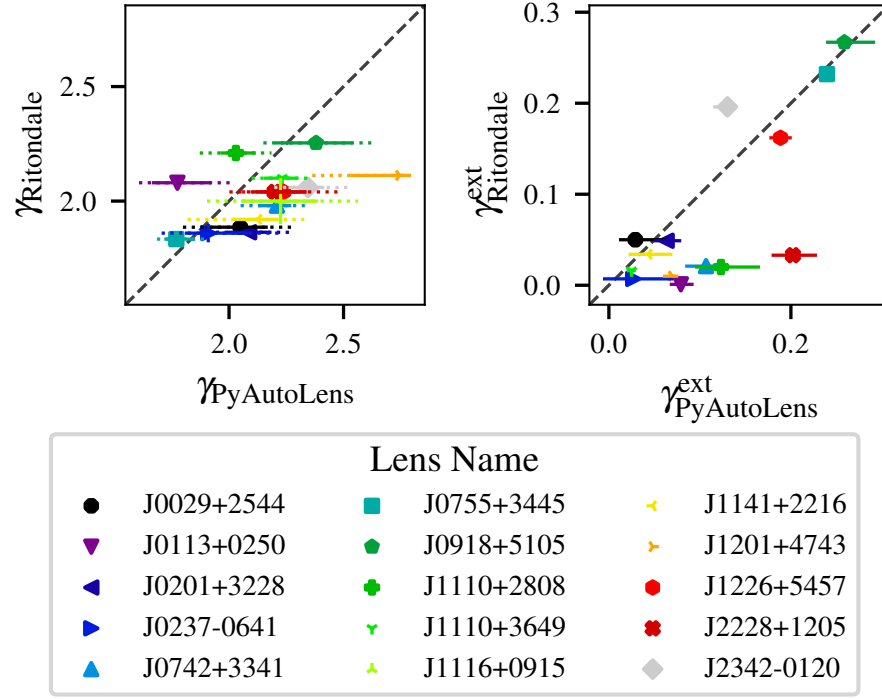 2.5
2.0
γRitondale
2.0
2.5
γPyAutoLens
0.3
0.2
0.1
0.0
γ^ext_Ritondale
0.0
0.2
γ^ext_PyAutoLens
Lens Name
J0029+2544
J0113+0250
J0201+3228
J0237-0641
J0742+3341
J0755+3445
J0918+5105
J1110+2808
J1110+3649
J1116+0915
J1141+2216
J1201+4743
J1226+5457
J2228+1205
J2342-0120